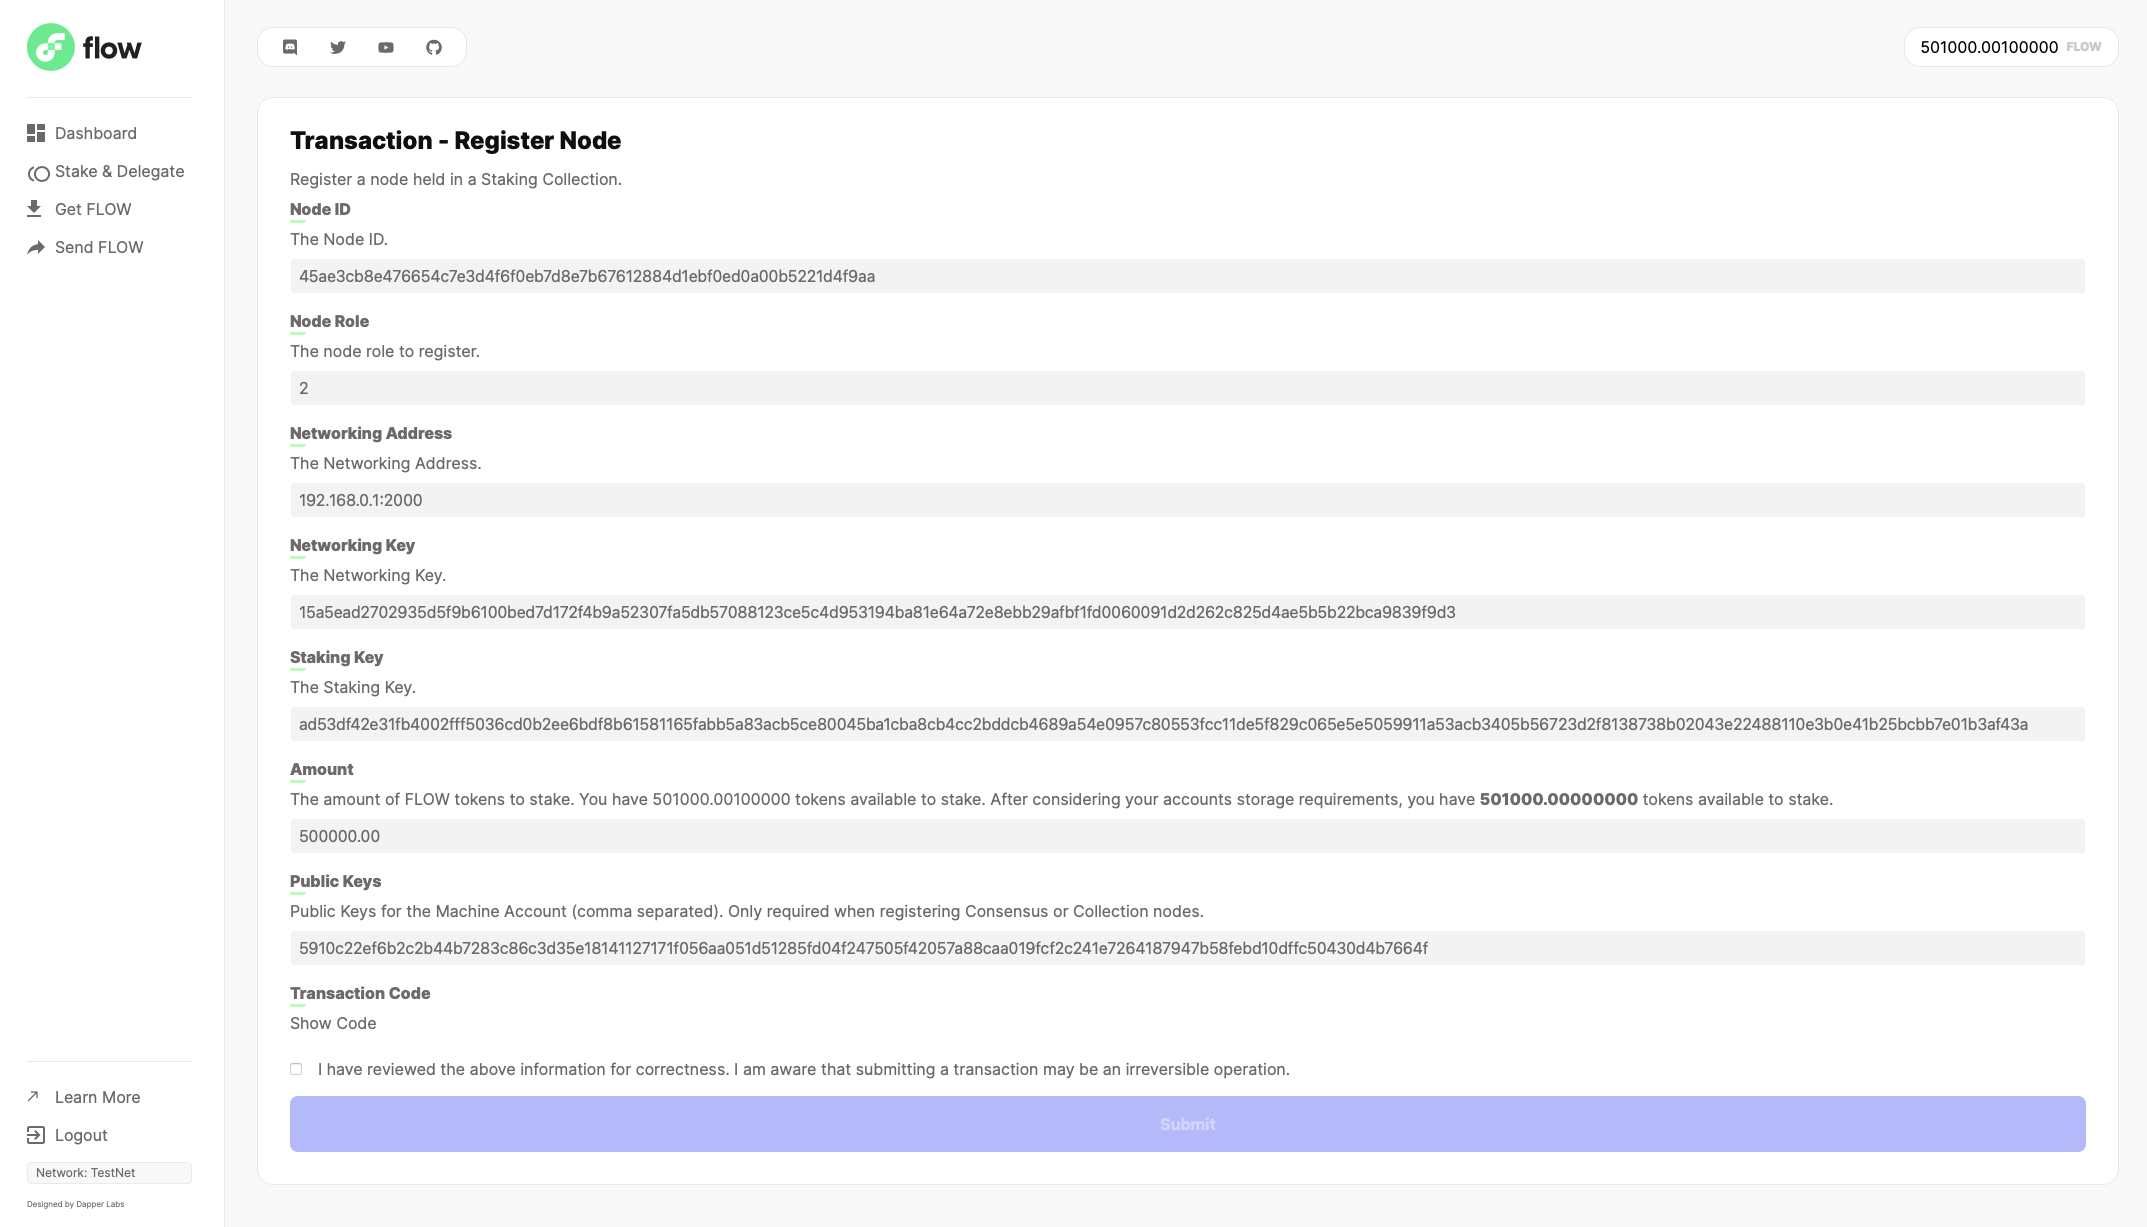 flow
501000.00100000 FLOW
Dashboard
Stake & Delegate
Get FLOW
Send FLOW
Transaction - Register Node
Register a node held in a Staking Collection.
Node ID
The Node ID.
45ae3cb8e476654c7e3d4f6f0eb7d8e7b67612884d1ebf0ed0a00b5221d4f9aa
Node Role
The node role to register.
2
Networking Address
The Networking Address.
192.168.0.1:2000
Networking Key
The Networking Key.
15a5ead2702935d5f9b6100bed7d172f4b9a52307fa5db57088123ce5c4d953194ba81e64a72e8ebb29afbf1fd0060091d2d262c825d4ae5b5b22bca9839f9d3
Staking Key
The Staking Key.
ad53df42e31fb4002fff5036cd0b2ee6bdf8b61581165fabb5a83acb5ce80045ba1cba8cb4cc2bddcb4689a54e0957c80553fcc11de5f829c065e5e5059911a53acb3405b56723d2f8138738b02043e22488110e3b0e41b25bcbb7e01b3af43a
Amount
The amount of FLOW tokens to stake. You have 501000.00100000 tokens available to stake. After considering your accounts storage requirements, you have 501000.00000000 tokens available to stake.
500000.00
Public Keys
Public Keys for the Machine Account (comma separated). Only required when registering Consensus or Collection nodes.
5910c22ef6b2c2b44b7283c86c3d35e18141127171f056aa051d51285fd04f247505f42057a88caa019fcf2c241e7264187947b58febd10dffc50430d4b7664f
Transaction Code
Show Code
I have reviewed the above information for correctness. I am aware that submitting a transaction may be an irreversible operation.
Submit
Learn More
Logout
Network: TestNet
Designed by Dapper Labs